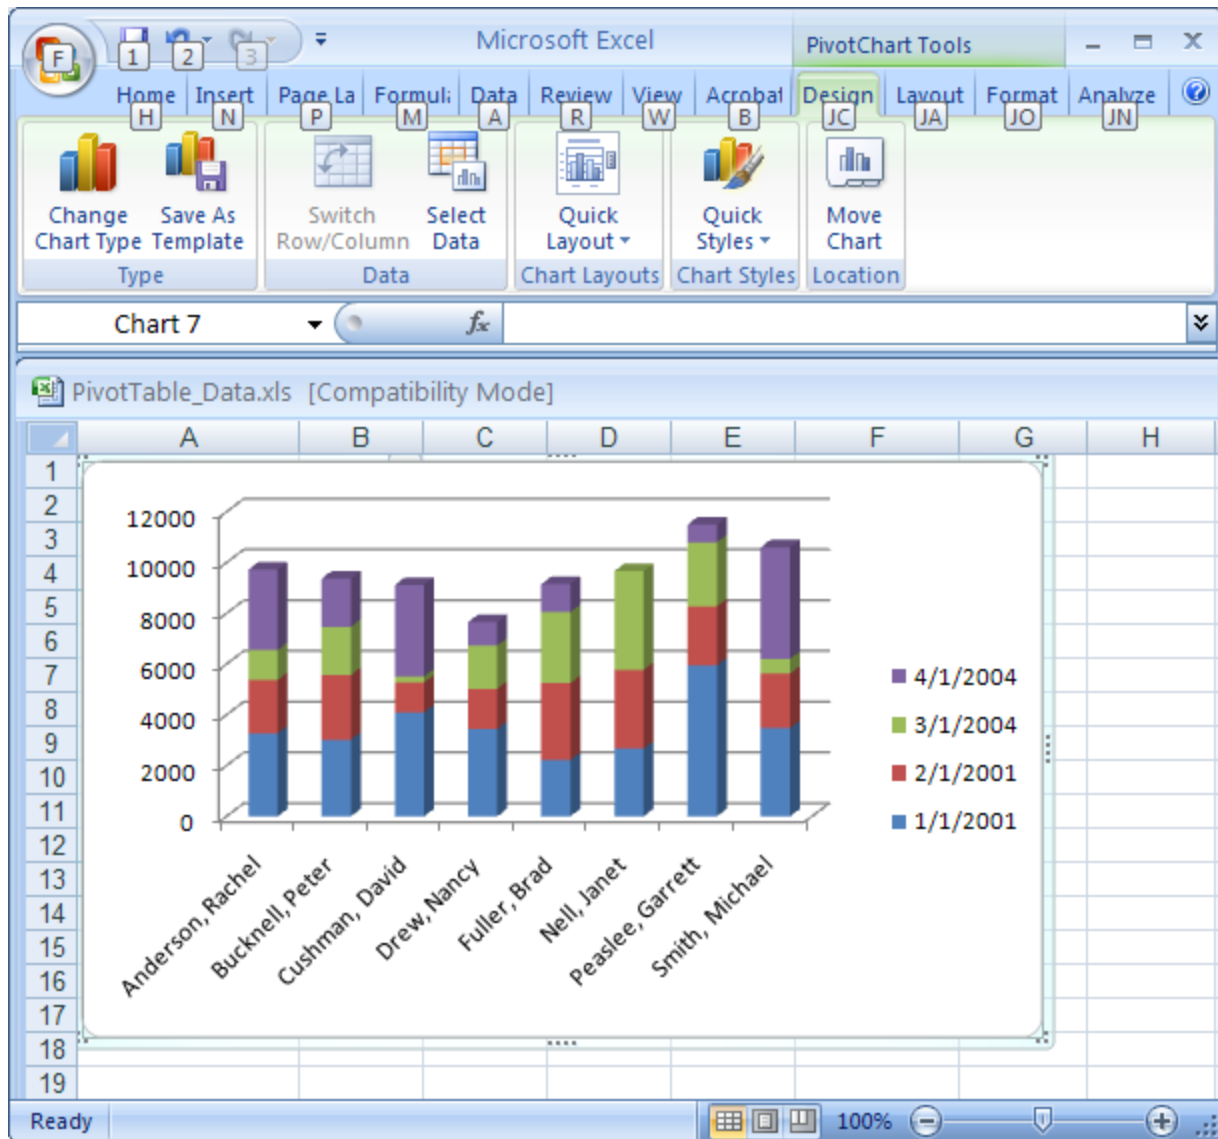 Microsoft Excel
PivotChart Tools
F
1
2
3
Home
Insert
Page La
Formula
Data
Review
View
Acrobat
Design
Layout
Format
Analyze
H
N
P
M
A
R
W
B
JC
JA
JO
JN
Change
Chart Type
Save As
Template
Switch
Row/Column
Select
Data
Quick
Layout
Quick
Styles
Move
Chart
Type
Data
Chart Layouts
Chart Styles
Location
Chart 7
fx
PivotTable_Data.xls [Compatibility Mode]
A
B
C
D
E
F
G
H
1
2
3
4
5
6
7
8
9
10
11
12
13
14
15
16
17
18
19
12000
10000
8000
6000
4000
2000
0
Anderson, Rachel
Bucknell, Peter
Cushman, David
Drew, Nancy
Fuller, Brad
Nell, Janet
Peaslee, Garrett
Smith, Michael
4/1/2004
3/1/2004
2/1/2001
1/1/2001
Ready
100%